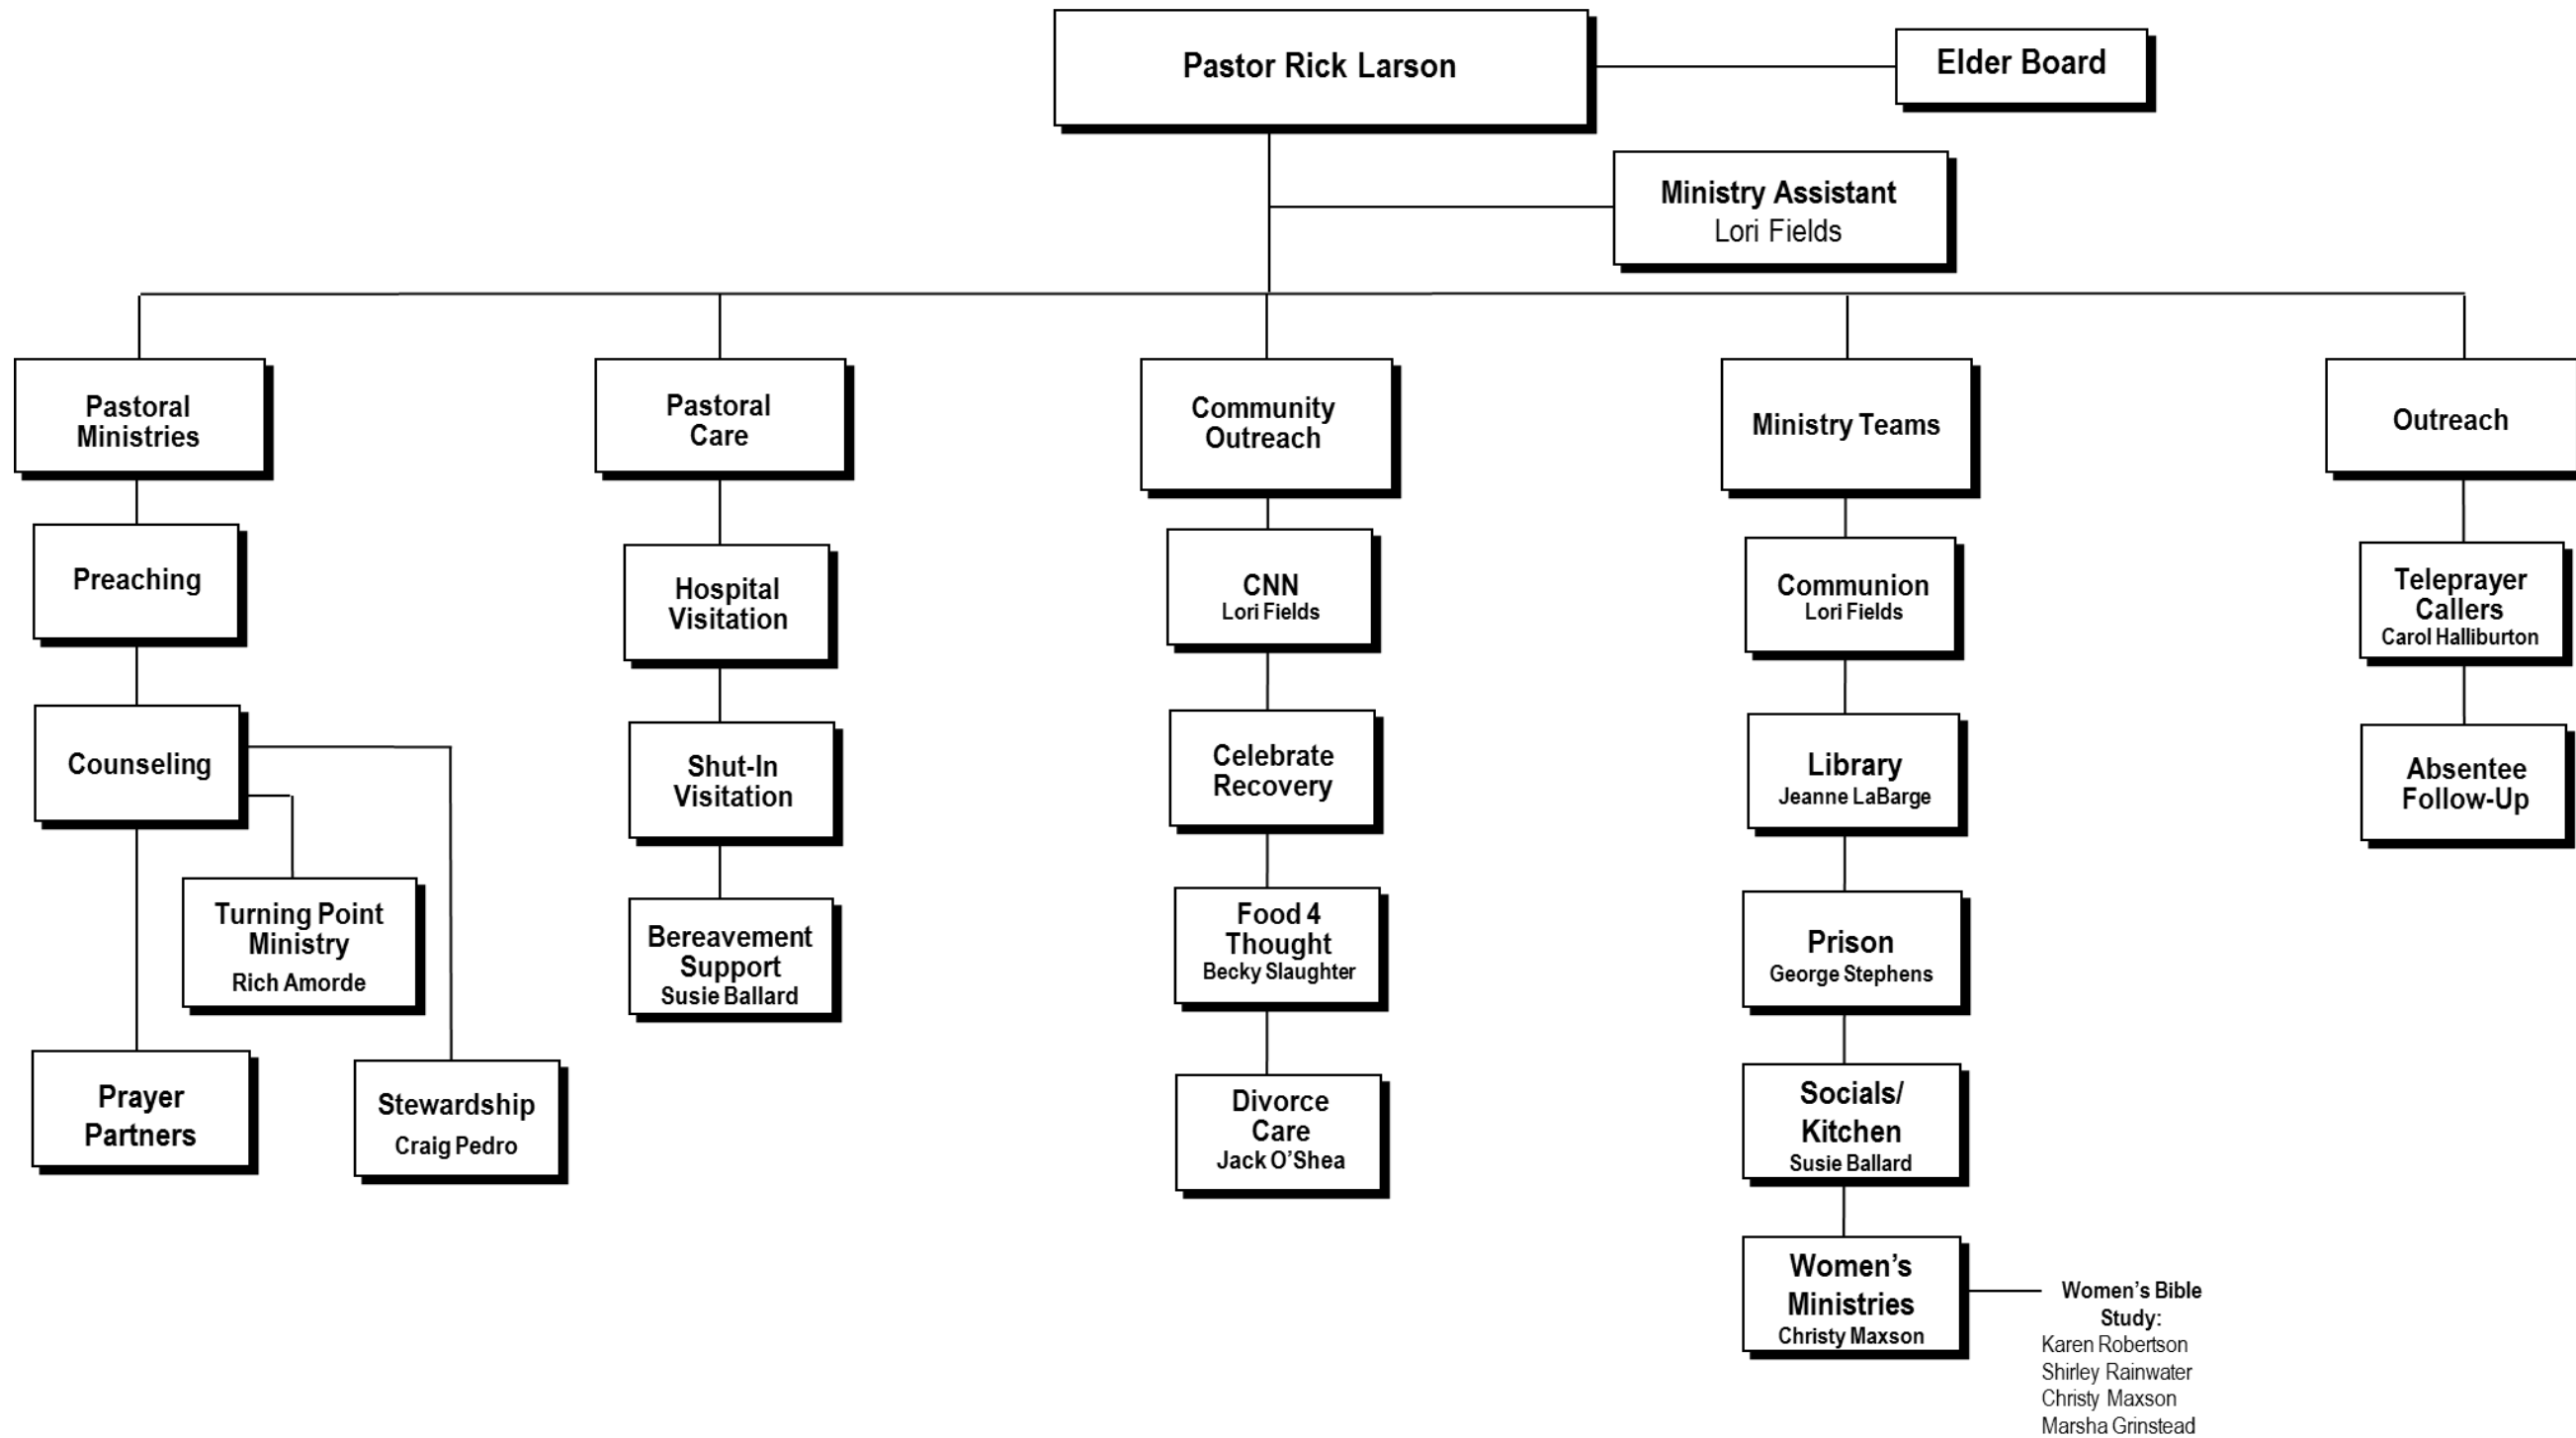 Pastor Rick Larson
Elder Board
Ministry Assistant
Lori Fields
Pastoral
Ministries
Preaching
Counseling
Turning Point
Ministry
Rich Amorde
Prayer
Partners
Stewardship
Craig Pedro
Pastoral
Care
Hospital
Visitation
Shut-In
Visitation
Bereavement
Support
Susie Ballard
Community
Outreach
CNN
Lori Fields
Celebrate
Recovery
Food 4
Thought
Becky Slaughter
Divorce
Care
Jack O’Shea
Ministry Teams
Communion
Lori Fields
Library
Jeanne LaBarge
Prison
George Stephens
Socials/
Kitchen
Susie Ballard
Women’s
Ministries
Christy Maxson
Women’s Bible
Study:
Karen Robertson
Shirley Rainwater
Christy Maxson
Marsha Grinstead
Outreach
Teleprayer
Callers
Carol Halliburton
Absentee
Follow-Up